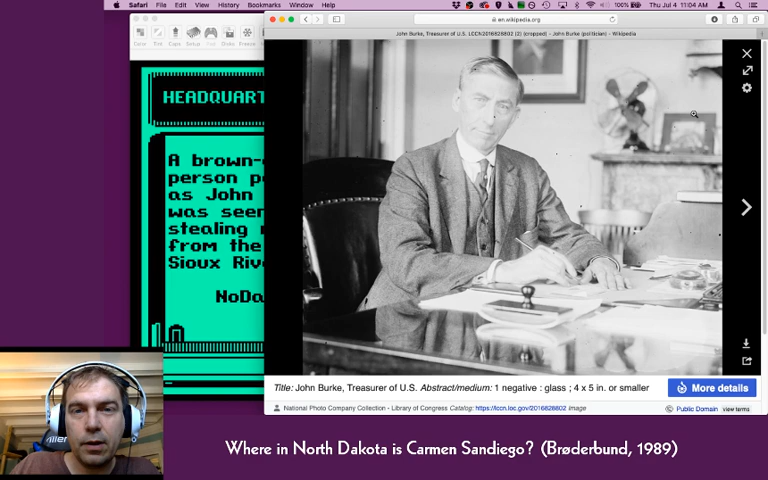 Safari File Edit View History Bookmarks Window Help
100% Thu Jul 4 11:04 AM
en.wikipedia.org
John Burke, Treasurer of U.S. LCCN2016828802 (2) (cropped) - John Burke (politician) - Wikipedia
HEADQUART
A brown-
person p
as John
was seen
stealing
from the
Sioux Riv
NoDa
Title: John Burke, Treasurer of U.S. Abstract/medium: 1 negative : glass ; 4 x 5 in. or smaller
More details
National Photo Company Collection - Library of Congress Catalog: https://lccn.loc.gov/2016828802 Image
Public Domain view terms
Where in North Dakota is Carmen Sandiego? (Brøderbund, 1989)